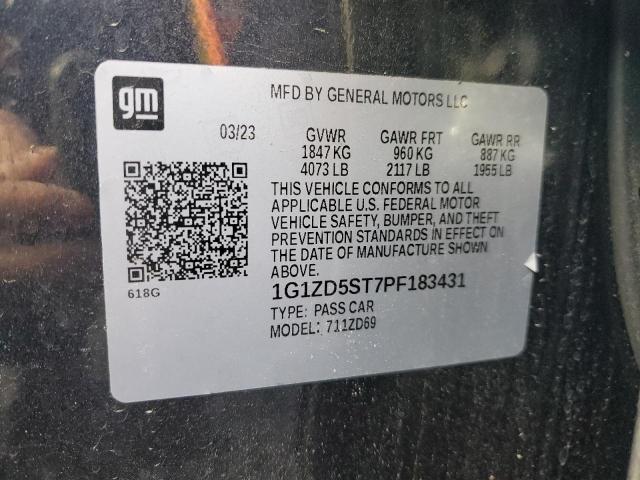 gm
MFD BY GENERAL MOTORS LLC
03/23 GVWR GAWR FRT GAWR RR
1847 KG 960 KG 887 KG
4073 LB 2117 LB 1955 LB
THIS VEHICLE CONFORMS TO ALL
APPLICABLE U.S. FEDERAL MOTOR
VEHICLE SAFETY, BUMPER, AND THEFT
PREVENTION STANDARDS IN EFFECT ON
THE DATE OF MANUFACTURE SHOWN
ABOVE.
618G
1G1ZD5ST7PF183431
TYPE: PASS CAR
MODEL: 711ZD69